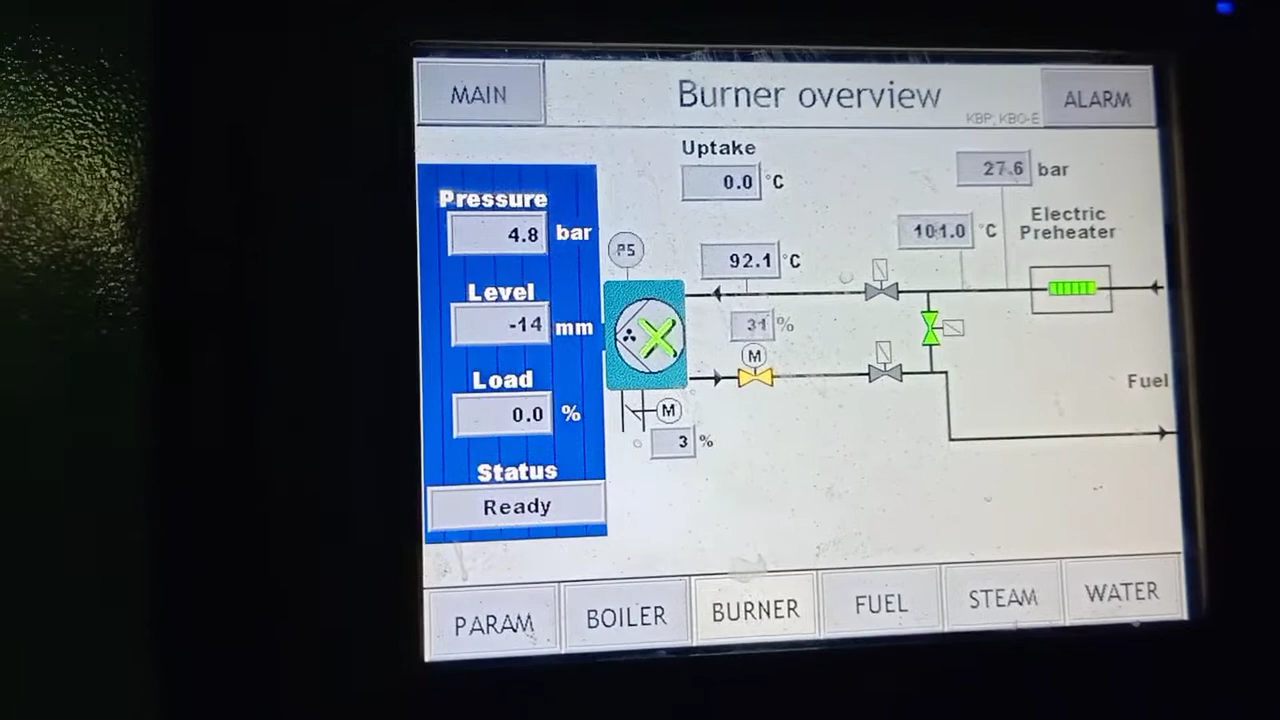 MAIN
Burner overview
KBP, KBO-E
ALARM
Uptake
0.0 °C
27.6 bar
Pressure
4.8 bar
Electric
Preheater
101.0 °C
PS
92.1 °C
Level
-14 mm
31 %
M
Load
0.0 %
Fuel
M
3 %
Status
Ready
PARAM
BOILER
BURNER
FUEL
STEAM
WATER